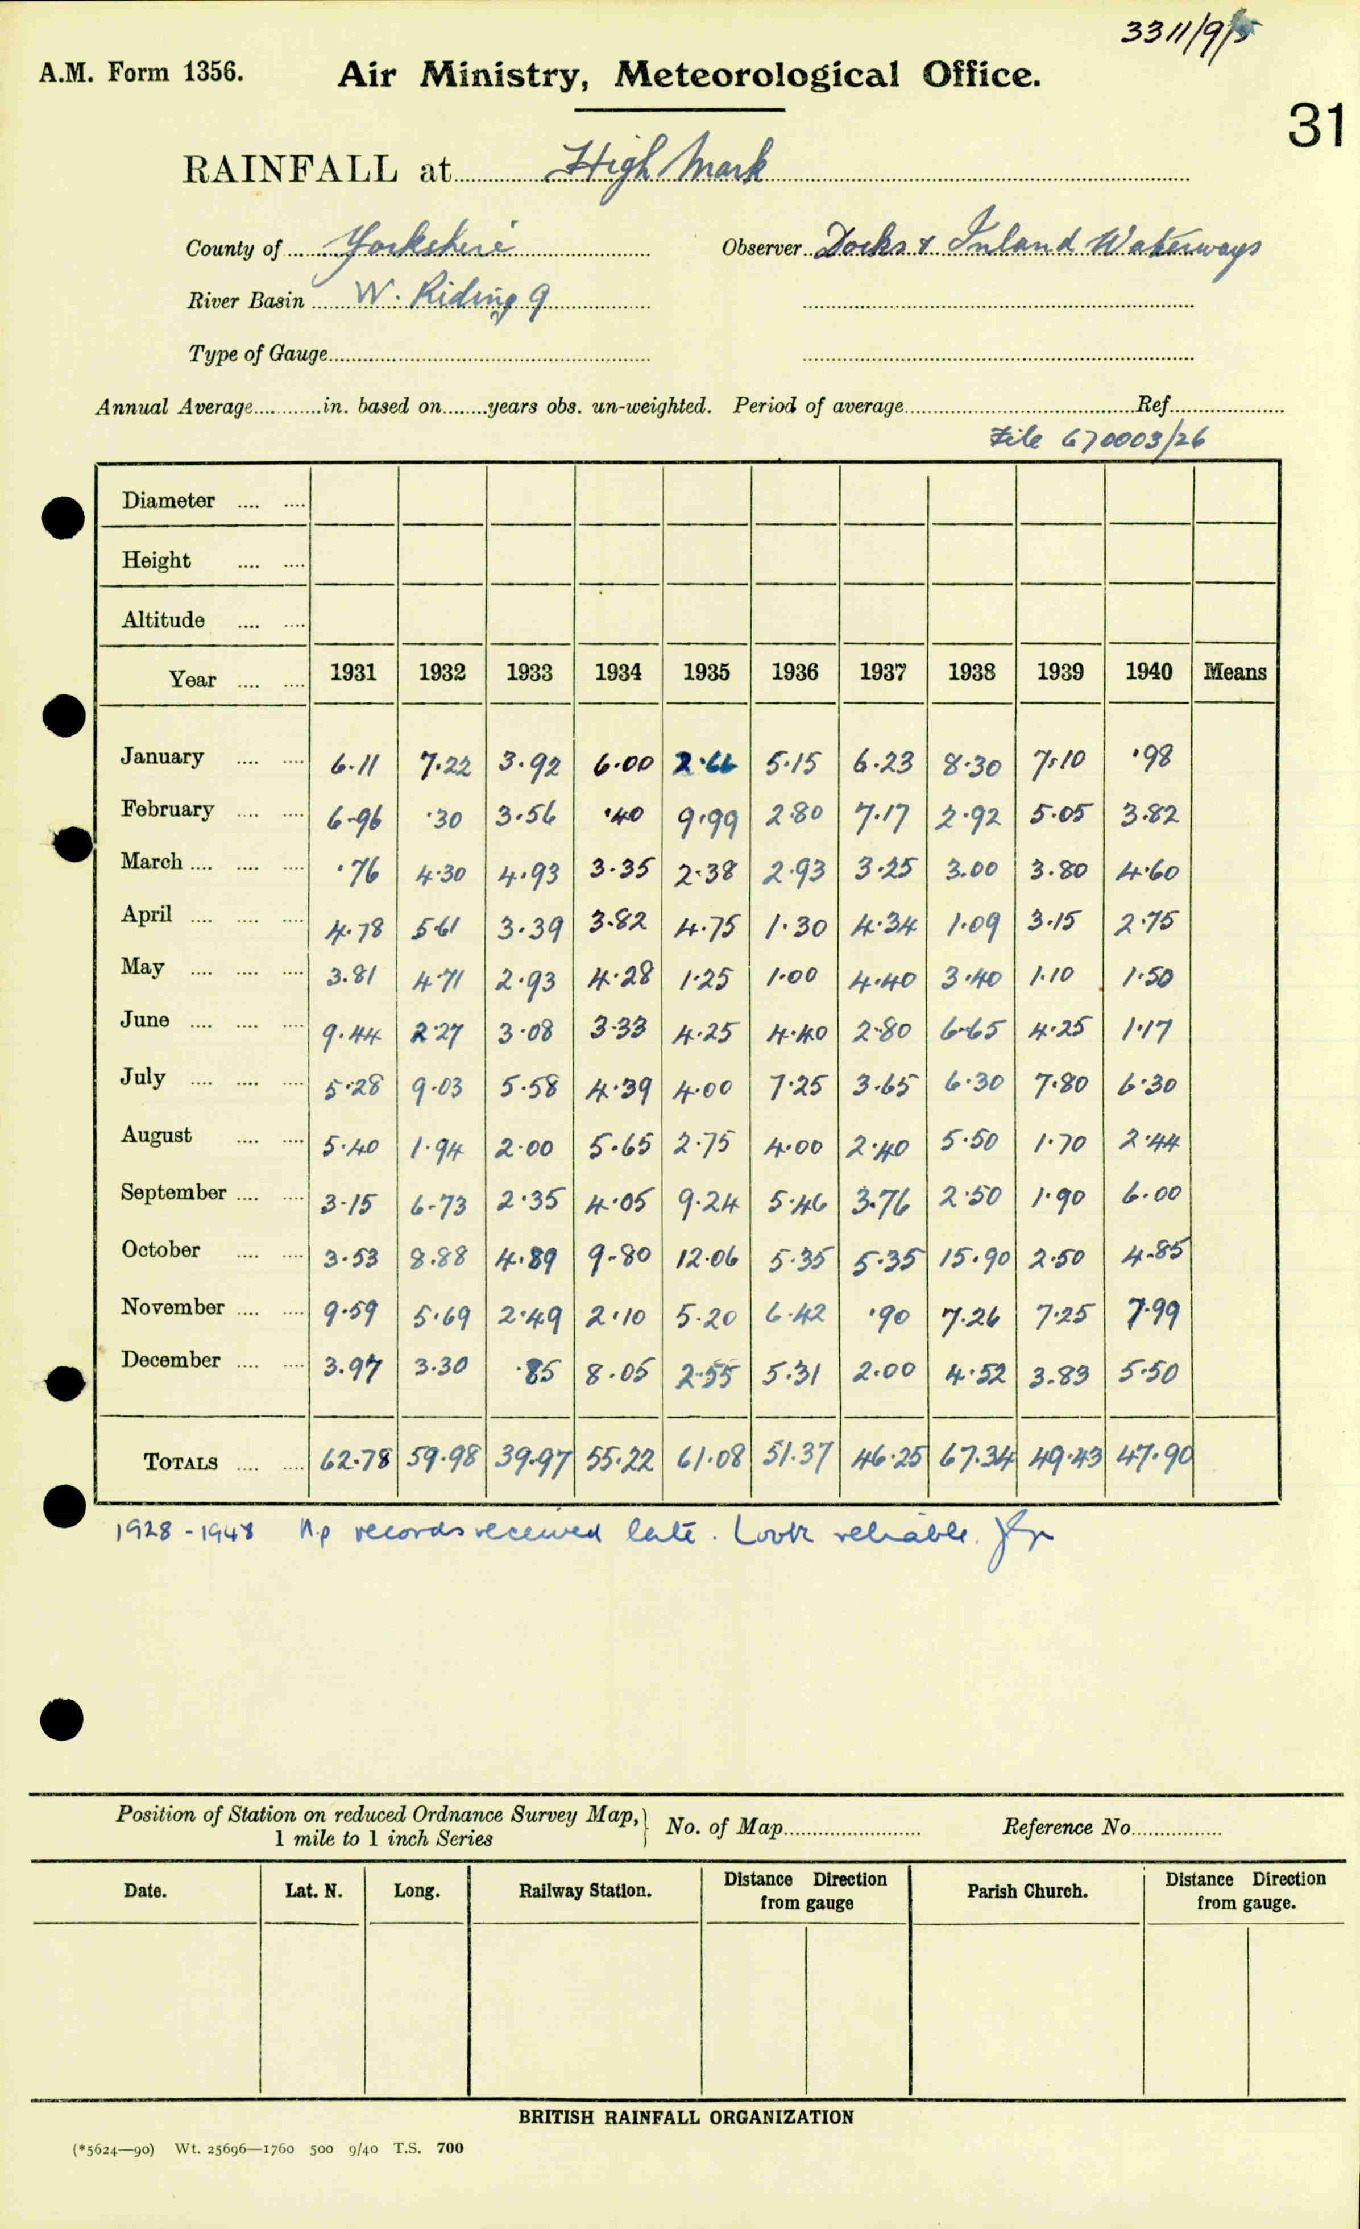 3311/9/5
A.M. Form 1356. Air Ministry, Meteorological Office.
31
RAINFALL at High Mark
County of Yorkshire Observer Docks & Inland Waterways
River Basin W. Riding 9
Type of Gauge
Annual Average in. based on years obs. un-weighted. Period of average Ref
File 670003/26
Diameter
Height
Altitude
Year 1931 1932 1933 1934 1935 1936 1937 1938 1939 1940 Means
January 6.11 7.22 3.92 6.00 2.66 5.15 6.23 8.30 7.10 .98
February 6.96 .30 3.56 .40 9.99 2.80 7.17 2.92 5.05 3.82
March .76 4.30 4.93 3.35 2.38 2.93 3.25 3.00 3.80 4.60
April 4.78 5.61 3.39 3.82 4.75 1.30 4.34 1.09 3.15 2.75
May 3.81 4.71 2.93 4.28 1.25 1.00 4.40 3.40 1.10 1.50
June 9.44 2.27 3.08 3.33 4.25 4.40 2.80 6.65 4.25 1.17
July 5.28 9.03 5.58 4.39 4.00 7.25 3.65 6.30 7.80 6.30
August 5.40 1.94 2.00 5.65 2.75 4.00 2.40 5.50 1.70 2.44
September 3.15 6.73 2.35 4.05 9.24 5.46 3.76 2.50 1.90 6.00
October 3.53 8.88 4.89 9.80 12.06 5.35 5.35 15.90 2.50 4.85
November 9.59 5.69 2.49 2.10 5.20 6.42 .90 7.26 7.25 7.99
December 3.97 3.30 .85 8.05 2.55 5.31 2.00 4.52 3.83 5.50
TOTALS 62.78 59.98 39.97 55.22 61.08 51.37 46.25 67.34 49.43 47.90
1928-1948 records received late. Look reliable.
Position of Station on reduced Ordnance Survey Map, No. of Map Reference No.
1 mile to 1 inch Series
Date. Lat. N. Long. Railway Station. Distance Direction from gauge Parish Church. Distance Direction from gauge.
BRITISH RAINFALL ORGANIZATION
(*5624—90) Wt. 25696—1760 500 9/40 T.S. 700